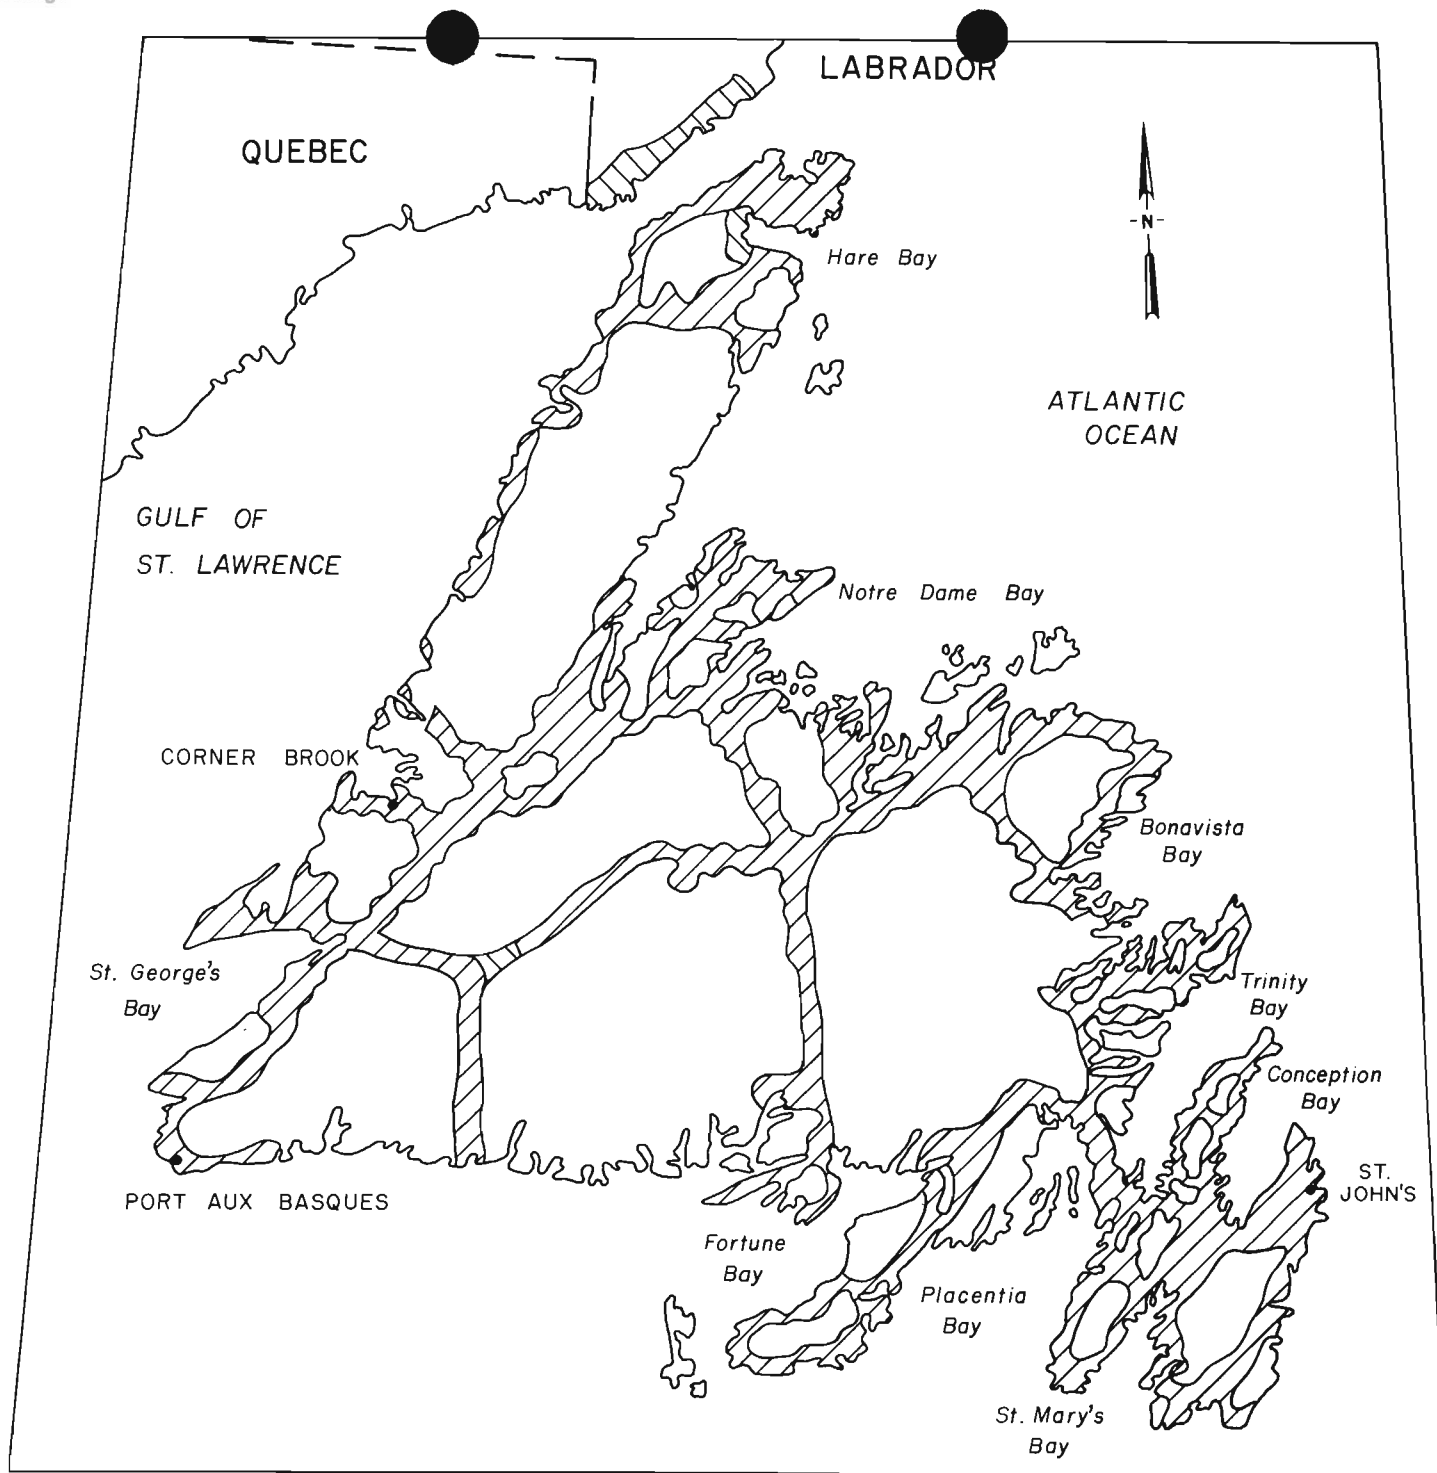 LABRADOR
QUEBEC
-N-
Hare Bay
ATLANTIC
OCEAN
GULF OF
ST. LAWRENCE
Notre Dame Bay
CORNER BROOK
Bonavista
Bay
St. George's
Bay
Trinity
Bay
Conception
Bay
ST.
JOHN'S
PORT AUX BASQUES
Fortune
Bay
Placentia
Bay
St. Mary's
Bay